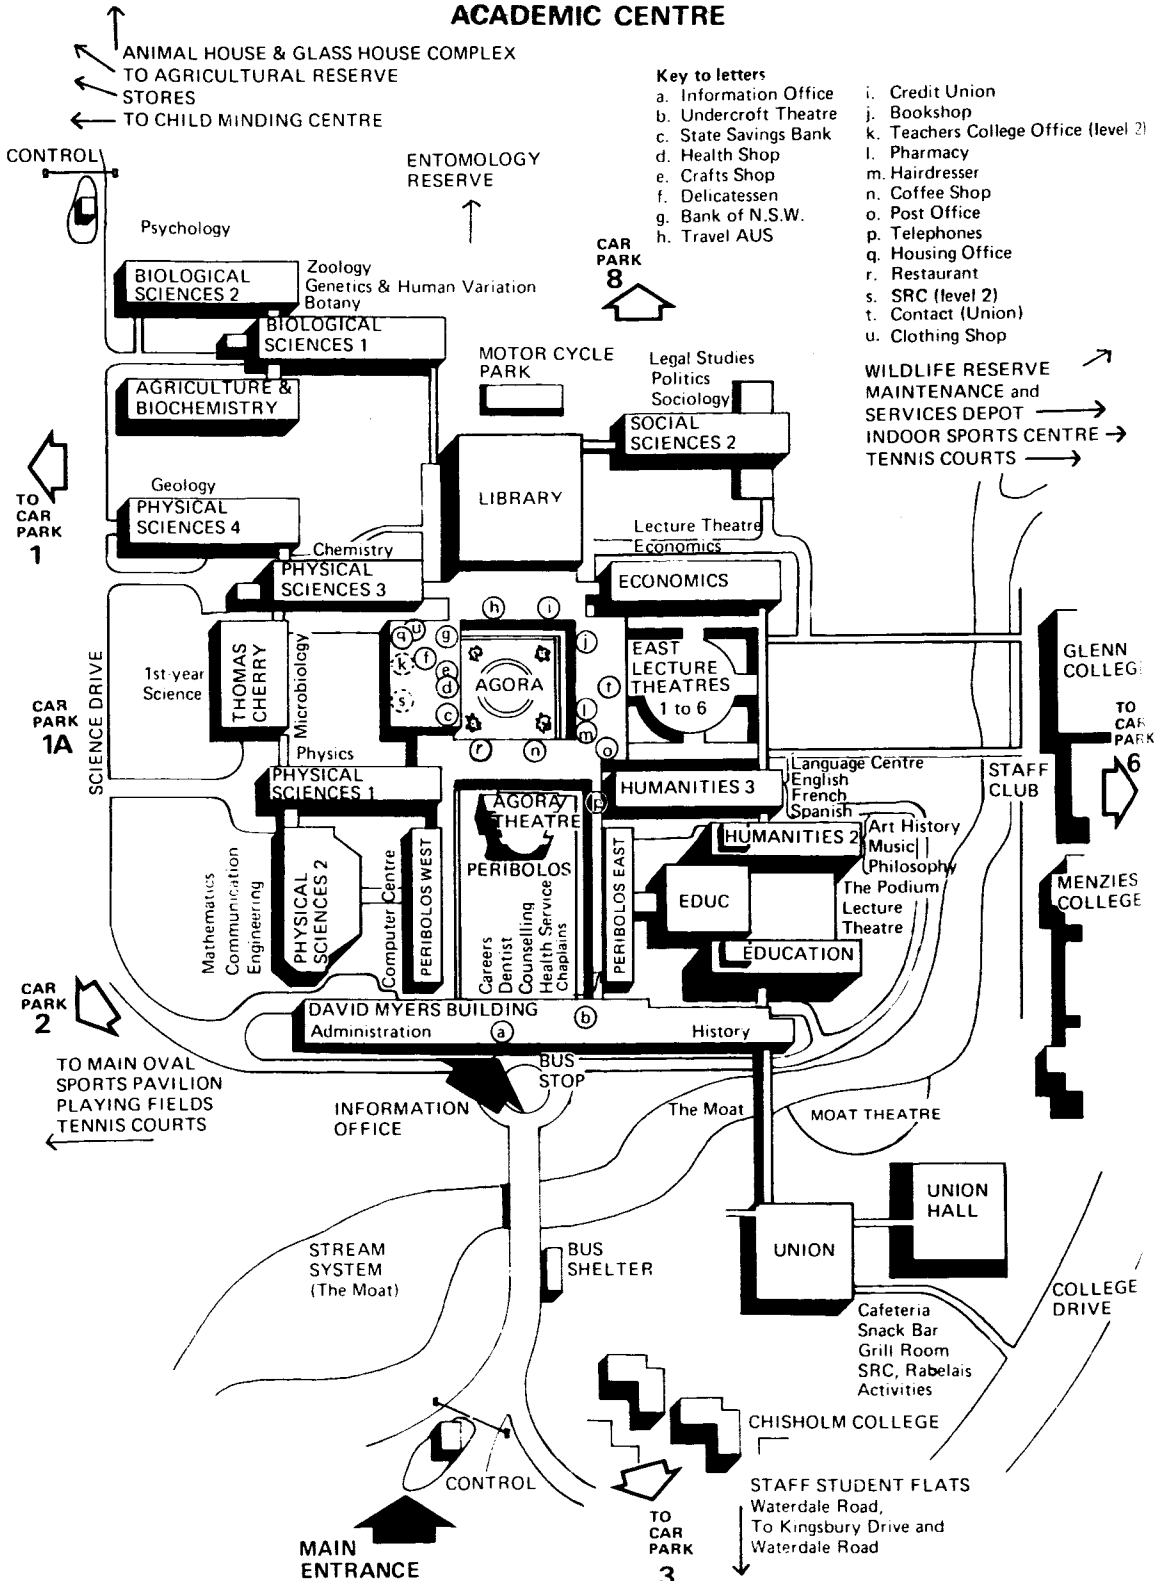 ACADEMIC CENTRE
ANIMAL HOUSE & GLASS HOUSE COMPLEX
TO AGRICULTURAL RESERVE
STORES
TO CHILD MINDING CENTRE
CONTROL
ENTOMOLOGY
RESERVE
Key to letters
a. Information Office
b. Undercroft Theatre
c. State Savings Bank
d. Health Shop
e. Crafts Shop
f. Delicatessen
g. Bank of N.S.W.
h. Travel AUS
i. Credit Union
j. Bookshop
k. Teachers College Office (level 2)
l. Pharmacy
m. Hairdresser
n. Coffee Shop
o. Post Office
p. Telephones
q. Housing Office
r. Restaurant
s. SRC (level 2)
t. Contact (Union)
u. Clothing Shop
CAR
PARK
8
WILDLIFE RESERVE
MAINTENANCE and
SERVICES DEPOT
INDOOR SPORTS CENTRE
TENNIS COURTS
Psychology
BIOLOGICAL
SCIENCES 2
Zoology
Genetics & Human Variation
Botany
BIOLOGICAL
SCIENCES 1
AGRICULTURE &
BIOCHEMISTRY
MOTOR CYCLE
PARK
Legal Studies
Politics
Sociology
SOCIAL
SCIENCES 2
LIBRARY
TO
CAR
PARK
1
Geology
PHYSICAL
SCIENCES 4
Chemistry
PHYSICAL
SCIENCES 3
Lecture Theatre
Economics
ECONOMICS
h
i
q
u
g
j
k
f
e
d
s
c
t
l
m
r
n
o
AGORA
EAST
LECTURE
THEATRES
1 to 6
THOMAS
CHERRY
Microbiology
1st-year
Science
SCIENCE DRIVE
CAR
PARK
1A
GLENN
COLLEGE
TO
CAR
PARK
6
Physics
PHYSICAL
SCIENCES 1
AGORA
THEATRE
p
HUMANITIES 3
Language Centre
English
French
Spanish
STAFF
CLUB
HUMANITIES 2
Art History
Music
Philosophy
The Podium
Lecture
Theatre
MENZIES
COLLEGE
PERIBOLOS
PERIBOLOS WEST
PERIBOLOS EAST
EDUC
EDUCATION
PHYSICAL
SCIENCES 2
Mathematics
Communication
Engineering
Computer Centre
Careers
Dentist
Counselling
Health Service
Chaplains
CAR
PARK
2
DAVID MYERS BUILDING
Administration
a
b
History
TO MAIN OVAL
SPORTS PAVILION
PLAYING FIELDS
TENNIS COURTS
BUS
STOP
INFORMATION
OFFICE
The Moat
MOAT THEATRE
UNION
HALL
UNION
STREAM
SYSTEM
(The Moat)
BUS
SHELTER
COLLEGE
DRIVE
Cafeteria
Snack Bar
Grill Room
SRC, Rabelais
Activities
CHISHOLM COLLEGE
CONTROL
STAFF STUDENT FLATS
Waterdale Road,
To Kingsbury Drive and
Waterdale Road
TO
CAR
PARK
3
MAIN
ENTRANCE